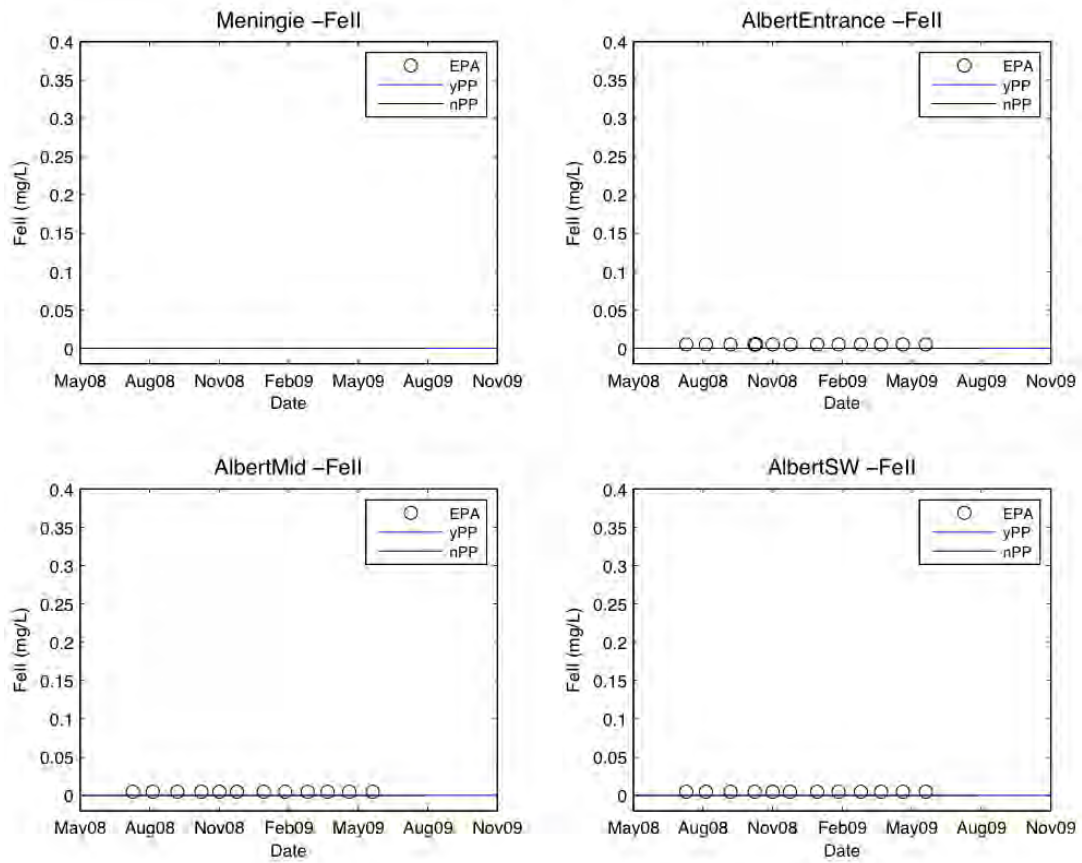 Meningie –FeII
0.4
0.35
0.3
0.25
0.2
0.15
0.1
0.05
0
FeII (mg/L)
EPA
yPP
nPP
May08 Aug08 Nov08 Feb09 May09 Aug09 Nov09
Date
AlbertEntrance –FeII
0.4
0.35
0.3
0.25
0.2
0.15
0.1
0.05
0
FeII (mg/L)
EPA
yPP
nPP
May08 Aug08 Nov08 Feb09 May09 Aug09 Nov09
Date
AlbertMid –FeII
0.4
0.35
0.3
0.25
0.2
0.15
0.1
0.05
0
FeII (mg/L)
EPA
yPP
nPP
May08 Aug08 Nov08 Feb09 May09 Aug09 Nov09
Date
AlbertSW –FeII
0.4
0.35
0.3
0.25
0.2
0.15
0.1
0.05
0
FeII (mg/L)
EPA
yPP
nPP
May08 Aug08 Nov08 Feb09 May09 Aug09 Nov09
Date